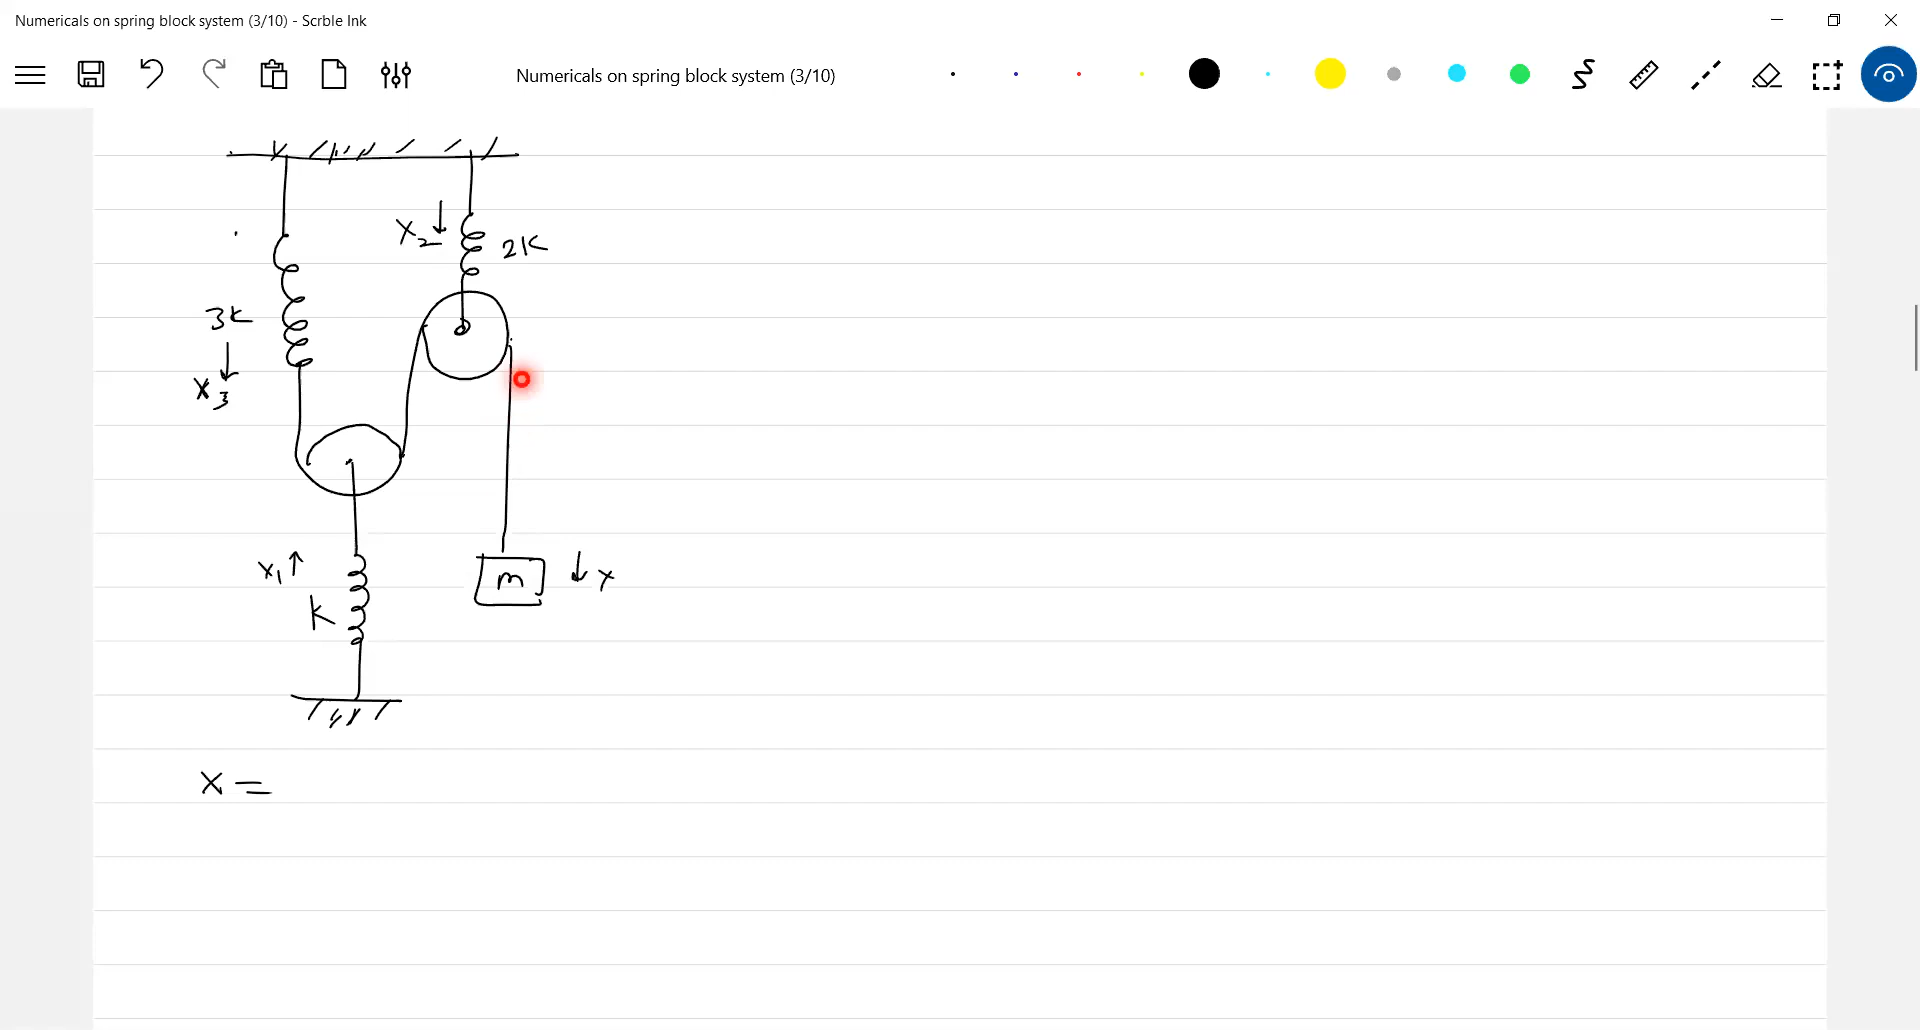 Numericals on spring block system (3/10) - Scrble Ink
Numericals on spring block system (3/10)
x₂ ↓
2K
3K
x₃ ↓
x₁ ↑
K
m
↓ x
x =